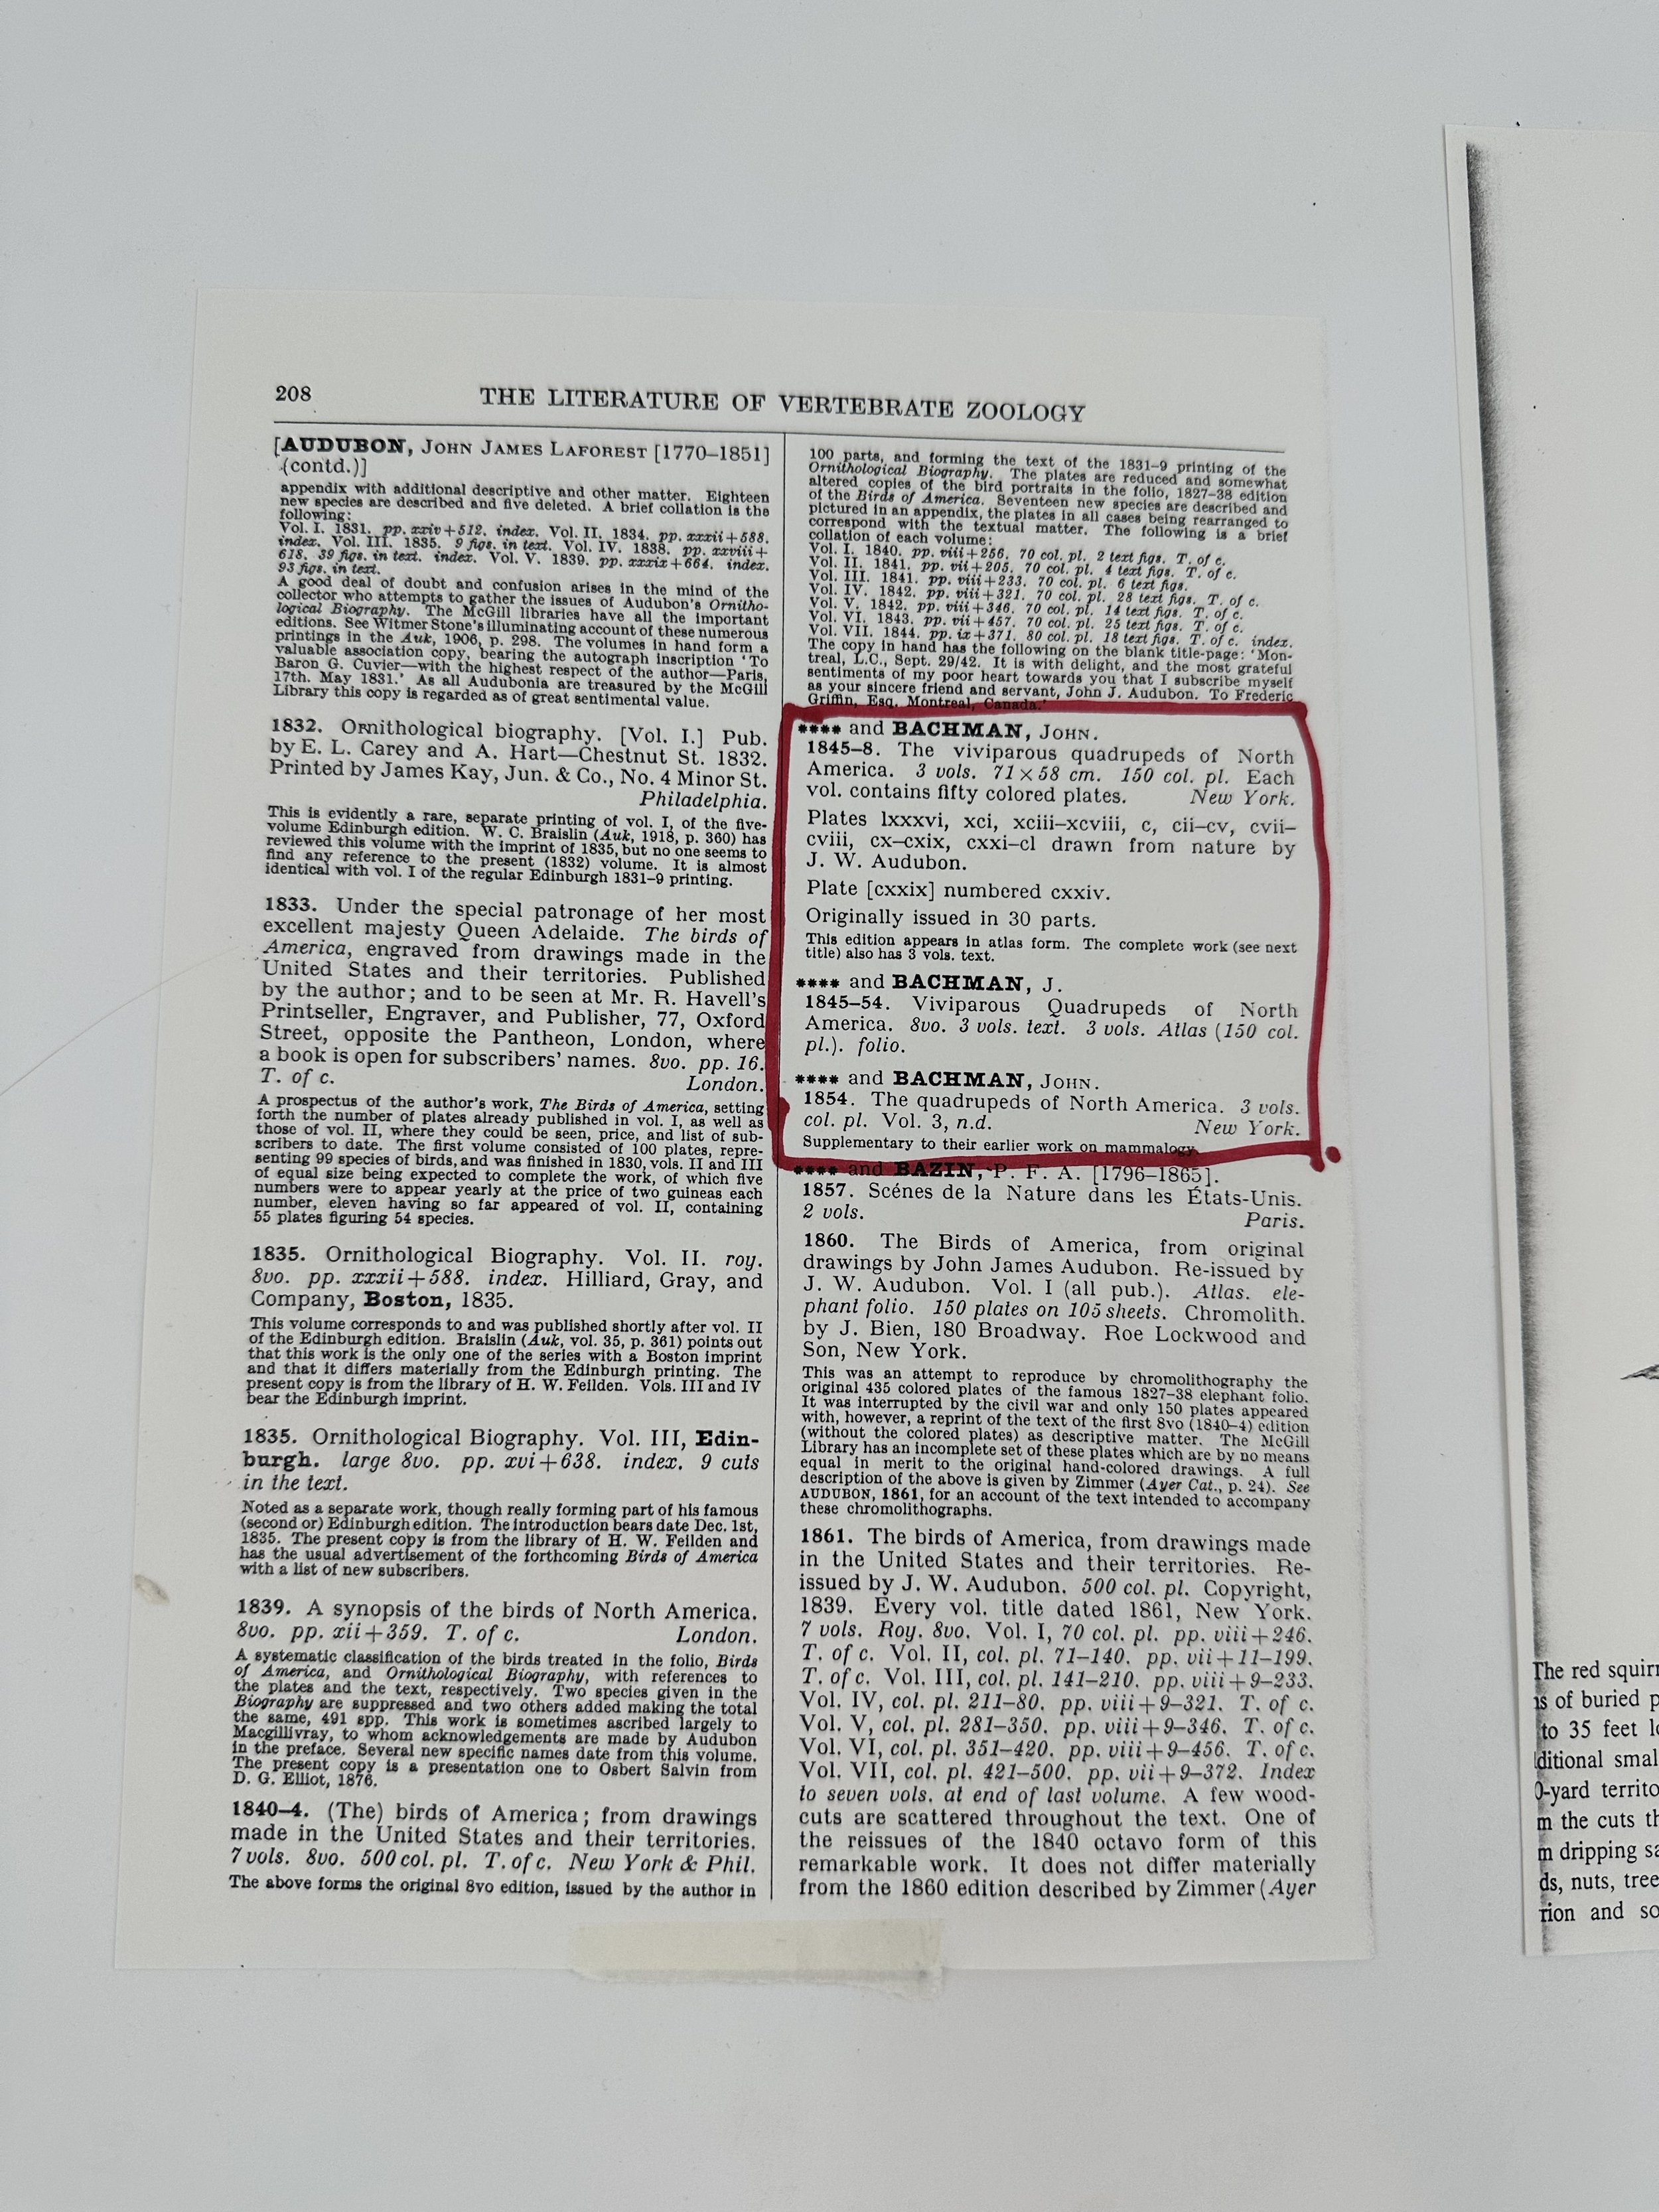 208
THE LITERATURE OF VERTEBRATE ZOOLOGY
[AUDUBON, JOHN JAMES LAFOREST [1770–1851]
(contd.)]
appendix with additional descriptive and other matter. Eighteen
new species are described and five deleted. A brief collation is the
following:
Vol. I. 1831. pp. xxiv+512. index. Vol. II. 1834. pp. xxxii+588.
index. Vol. III. 1835. 9 figs. in text. Vol. IV. 1838. pp. xxviii+
618. 39 figs. in text. index. Vol. V. 1839. pp. xxxix+664. index.
93 figs. in text.
A good deal of doubt and confusion arises in the mind of the
collector who attempts to gather the issues of Audubon's Ornitho-
logical Biography. The McGill libraries have all the important
editions. See Witmer Stone's illuminating account of these numerous
printings in the Auk, 1906, p. 298. The volumes in hand form a
valuable association copy, bearing the autograph inscription 'To
Baron G. Cuvier—with the highest respect of the author—Paris,
17th. May 1831.' As all Audubonia are treasured by the McGill
Library this copy is regarded as of great sentimental value.
1832. Ornithological biography. [Vol. I.] Pub.
by E. L. Carey and A. Hart—Chestnut St. 1832.
Printed by James Kay, Jun. & Co., No. 4 Minor St.
Philadelphia.
This is evidently a rare, separate printing of vol. I, of the five-
volume Edinburgh edition. W. C. Braislin (Auk, 1918, p. 360) has
reviewed this volume with the imprint of 1835, but no one seems to
find any reference to the present (1832) volume. It is almost
identical with vol. I of the regular Edinburgh 1831–9 printing.
1833. Under the special patronage of her most
excellent majesty Queen Adelaide. The birds of
America, engraved from drawings made in the
United States and their territories. Published
by the author; and to be seen at Mr. R. Havell's
Printseller, Engraver, and Publisher, 77, Oxford
Street, opposite the Pantheon, London, where
a book is open for subscribers' names. 8vo. pp. 16.
T. of c. London.
A prospectus of the author's work, The Birds of America, setting
forth the number of plates already published in vol. I, as well as
those of vol. II, where they could be seen, price, and list of sub-
scribers to date. The first volume consisted of 100 plates, repre-
senting 99 species of birds, and was finished in 1830, vols. II and III
of equal size being expected to complete the work, of which five
numbers were to appear yearly at the price of two guineas each
number, eleven having so far appeared of vol. II, containing
55 plates figuring 54 species.
1835. Ornithological Biography. Vol. II. roy.
8vo. pp. xxxii+588. index. Hilliard, Gray, and
Company, Boston, 1835.
This volume corresponds to and was published shortly after vol. II
of the Edinburgh edition. Braislin (Auk, vol. 35, p. 361) points out
that this work is the only one of the series with a Boston imprint
and that it differs materially from the Edinburgh printing. The
present copy is from the library of H. W. Feilden. Vols. III and IV
bear the Edinburgh imprint.
1835. Ornithological Biography. Vol. III, Edin-
burgh. large 8vo. pp. xvi+638. index. 9 cuts
in the text.
Noted as a separate work, though really forming part of his famous
(second or) Edinburgh edition. The introduction bears date Dec. 1st,
1835. The present copy is from the library of H. W. Feilden and
has the usual advertisement of the forthcoming Birds of America
with a list of new subscribers.
1839. A synopsis of the birds of North America.
8vo. pp. xii+359. T. of c. London.
A systematic classification of the birds treated in the folio, Birds
of America, and Ornithological Biography, with references to
the plates and the text, respectively. Two species given in the
Biography are suppressed and two others added making the total
the same, 491 spp. This work is sometimes ascribed largely to
Macgillivray, to whom acknowledgements are made by Audubon
in the preface. Several new specific names date from this volume.
The present copy is a presentation one to Osbert Salvin from
D. G. Elliot, 1876.
1840–4. (The) birds of America; from drawings
made in the United States and their territories.
7 vols. 8vo. 500 col. pl. T. of c. New York & Phil.
The above forms the original 8vo edition, issued by the author in
100 parts, and forming the text of the 1831–9 printing of the
Ornithological Biography. The plates are reduced and somewhat
altered copies of the bird portraits in the folio, 1827–38 edition
of the Birds of America. Seventeen new species are described and
pictured in an appendix, the plates in all cases being rearranged to
correspond with the textual matter. The following is a brief
collation of each volume:
Vol. I. 1840. pp. viii+256. 70 col. pl. 2 text figs. T. of c.
Vol. II. 1841. pp. vii+205. 70 col. pl. 4 text figs. T. of c.
Vol. III. 1841. pp. viii+233. 70 col. pl. 6 text figs.
Vol. IV. 1842. pp. viii+321. 70 col. pl. 28 text figs. T. of c.
Vol. V. 1842. pp. viii+346. 70 col. pl. 14 text figs. T. of c.
Vol. VI. 1843. pp. vii+457. 70 col. pl. 25 text figs. T. of c.
Vol. VII. 1844. pp. ix+371. 80 col. pl. 18 text figs. T. of c. index.
The copy in hand has the following on the blank title-page: 'Mon-
treal, L.C., Sept. 29/42. It is with delight, and the most grateful
sentiments of my poor heart towards you that I subscribe myself
as your sincere friend and servant, John J. Audubon. To Frederic
Griffin, Esq. Montreal, Canada.'
**** and BACHMAN, JOHN.
1845–8. The viviparous quadrupeds of North
America. 3 vols. 71×58 cm. 150 col. pl. Each
vol. contains fifty colored plates. New York.
Plates lxxxvi, xci, xciii–xcviii, c, cii–cv, cvii–
cviii, cx–cxix, cxxi–cl drawn from nature by
J. W. Audubon.
Plate [cxxix] numbered cxxiv.
Originally issued in 30 parts.
This edition appears in atlas form. The complete work (see next
title) also has 3 vols. text.
**** and BACHMAN, J.
1845–54. Viviparous Quadrupeds of North
America. 8vo. 3 vols. text. 3 vols. Atlas (150 col.
pl.). folio.
**** and BACHMAN, JOHN.
1854. The quadrupeds of North America. 3 vols.
col. pl. Vol. 3, n.d. New York.
Supplementary to their earlier work on mammalogy.
**** and BAZIN, P. F. A. [1796–1865].
1857. Scénes de la Nature dans les États-Unis.
2 vols. Paris.
1860. The Birds of America, from original
drawings by John James Audubon. Re-issued by
J. W. Audubon. Vol. I (all pub.). Atlas. ele-
phant folio. 150 plates on 105 sheets. Chromolith.
by J. Bien, 180 Broadway. Roe Lockwood and
Son, New York.
This was an attempt to reproduce by chromolithography the
original 435 colored plates of the famous 1827–38 elephant folio.
It was interrupted by the civil war and only 150 plates appeared
with, however, a reprint of the text of the first 8vo (1840–4) edition
(without the colored plates) as descriptive matter. The McGill
Library has an incomplete set of these plates which are by no means
equal in merit to the original hand-colored drawings. A full
description of the above is given by Zimmer (Ayer Cat., p. 24). See
AUDUBON, 1861, for an account of the text intended to accompany
these chromolithographs.
1861. The birds of America, from drawings made
in the United States and their territories. Re-
issued by J. W. Audubon. 500 col. pl. Copyright,
1839. Every vol. title dated 1861, New York.
7 vols. Roy. 8vo. Vol. I, 70 col. pl. pp. viii+246.
T. of c. Vol. II, col. pl. 71–140. pp. vii+11–199.
T. of c. Vol. III, col. pl. 141–210. pp. viii+9–233.
Vol. IV, col. pl. 211–80. pp. viii+9–321. T. of c.
Vol. V, col. pl. 281–350. pp. viii+9–346. T. of c.
Vol. VI, col. pl. 351–420. pp. viii+9–456. T. of c.
Vol. VII, col. pl. 421–500. pp. vii+9–372. Index
to seven vols. at end of last volume. A few wood-
cuts are scattered throughout the text. One of
the reissues of the 1840 octavo form of this
remarkable work. It does not differ materially
from the 1860 edition described by Zimmer (Ayer
The red squirr
of buried
to 35 feet
small
0-yard
the cuts
dripping
nuts, tree
and